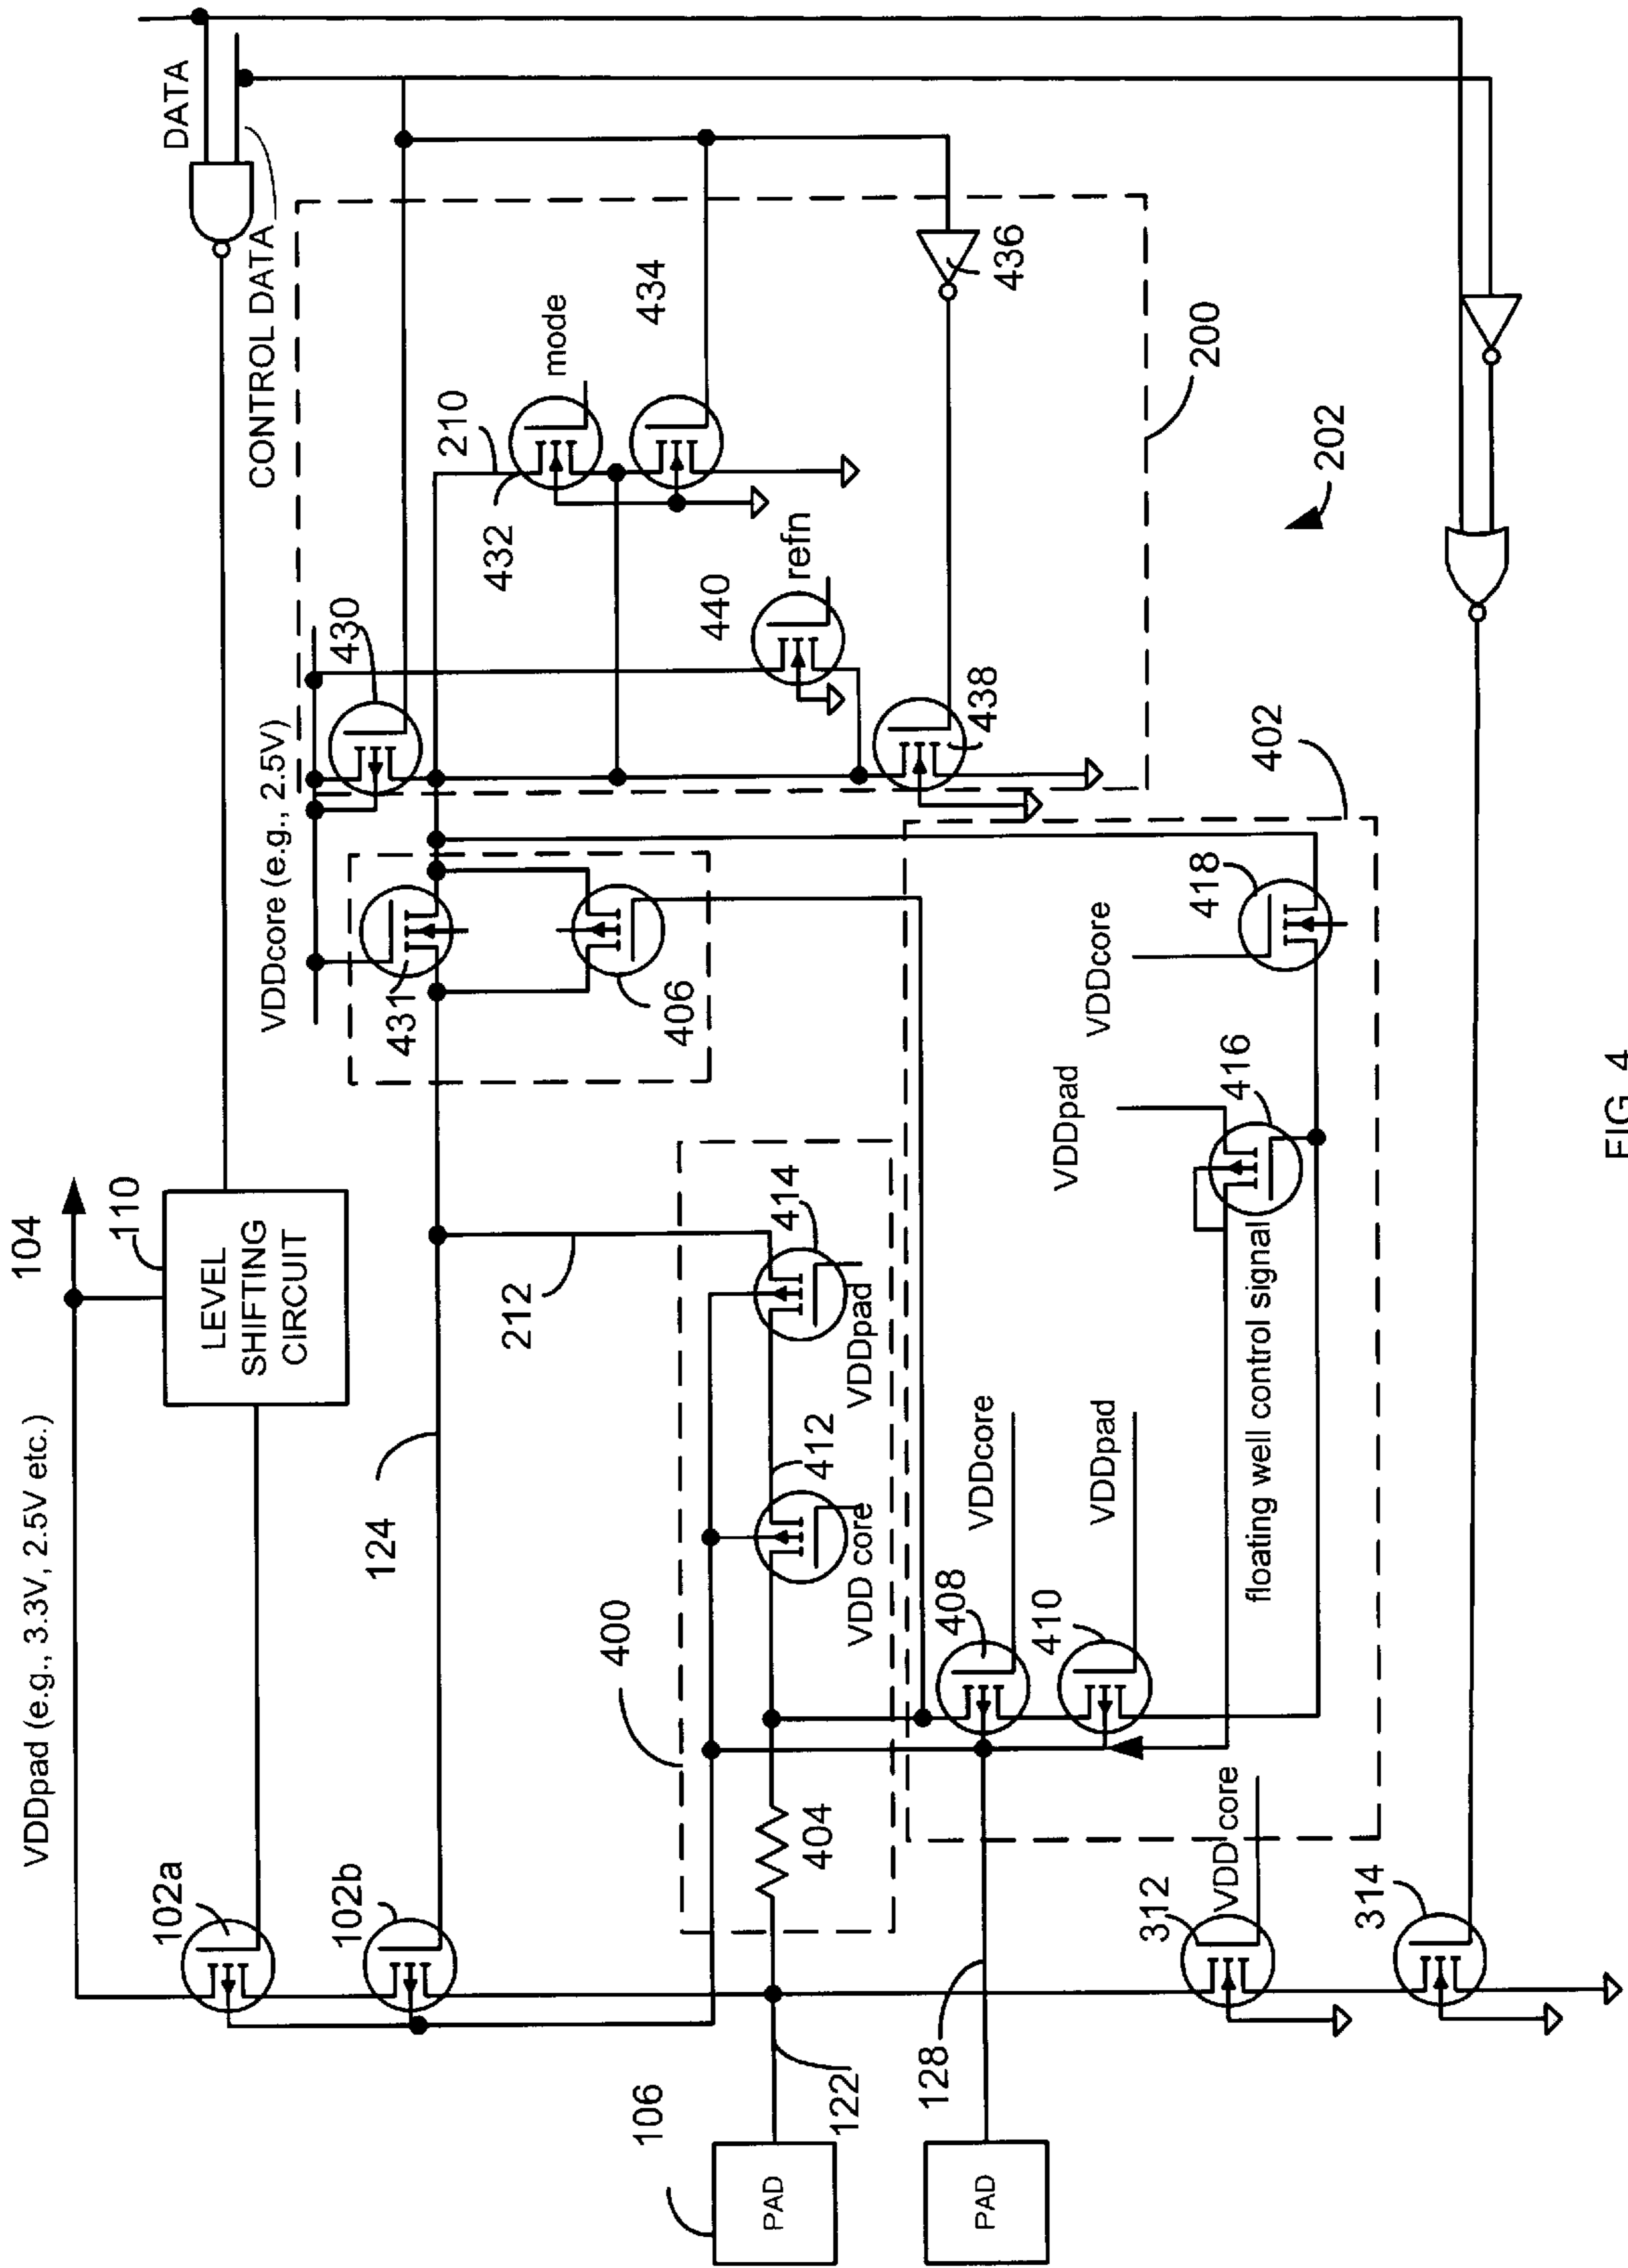 DATA
CONTROL DATA
104
110
LEVEL
SHIFTING
CIRCUIT
VDDpad (e.g., 3.3V, 2.5V etc.)
102a
102b
124
VDDcore (e.g., 2.5V)
430
431
406
210
432
mode
434
440
refn
436
438
200
202
212
400
414
VDDpad
412
VDD core
404
402
408
VDDcore
410
VDDpad
416
VDDpad
418
VDDcore
floating well control signal
106
PAD
122
128
PAD
312
VDD core
314
FIG. 4